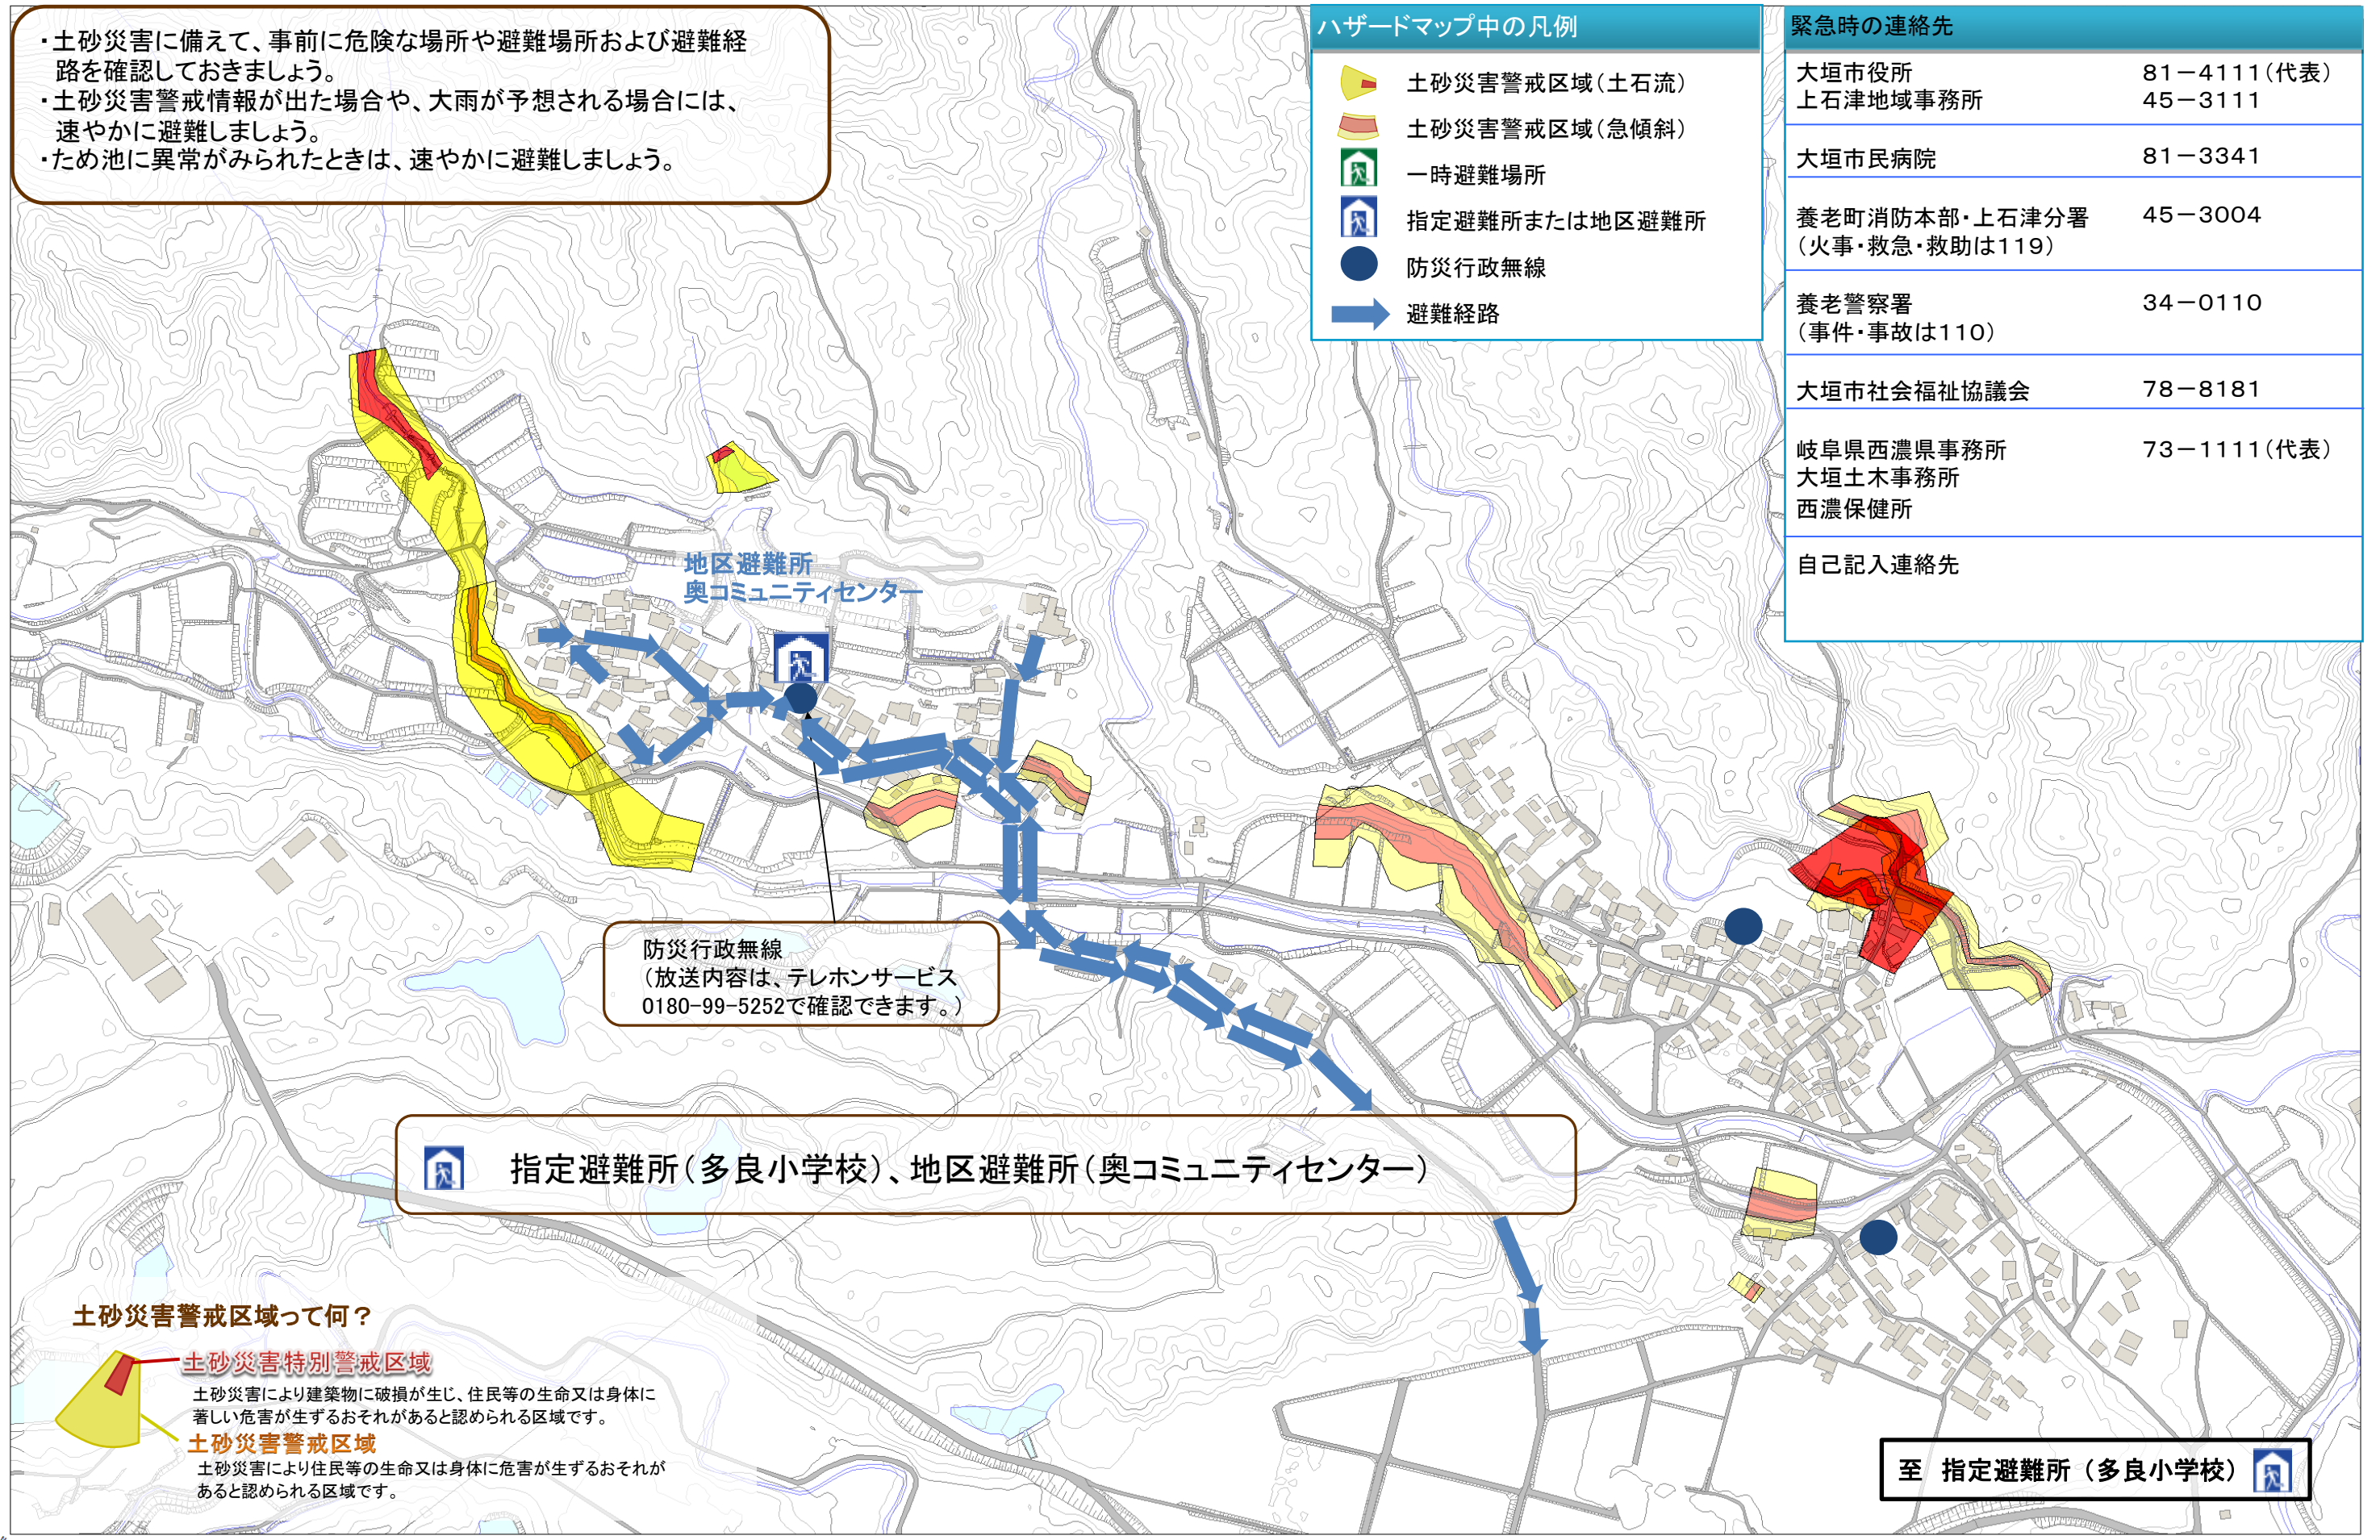 ・土砂災害に備えて、事前に危険な場所や避難場所および避難経
路を確認しておきましょう。
・土砂災害警戒情報が出た場合や、大雨が予想される場合には、
速やかに避難しましょう。
・ため池に異常がみられたときは、速やかに避難しましょう。
ハザードマップ中の凡例
土砂災害警戒区域（土石流）
土砂災害警戒区域（急傾斜）
一時避難場所
指定避難所または地区避難所
防災行政無線
避難経路
緊急時の連絡先
大垣市役所 81－4111（代表）
上石津地域事務所 45－3111
大垣市民病院 81－3341
養老町消防本部・上石津分署 45－3004
（火事・救急・救助は119）
養老警察署 34－0110
（事件・事故は110）
大垣市社会福祉協議会 78－8181
岐阜県西濃県事務所 73－1111（代表）
大垣土木事務所
西濃保健所
自己記入連絡先
地区避難所
奥コミュニティセンター
防災行政無線
（放送内容は、テレホンサービス
0180-99-5252で確認できます。）
指定避難所（多良小学校）、地区避難所（奥コミュニティセンター）
土砂災害警戒区域って何？
土砂災害特別警戒区域
土砂災害により建築物に破損が生じ、住民等の生命又は身体に
著しい危害が生ずるおそれがあると認められる区域です。
土砂災害警戒区域
土砂災害により住民等の生命又は身体に危害が生ずるおそれが
あると認められる区域です。
至 指定避難所（多良小学校）